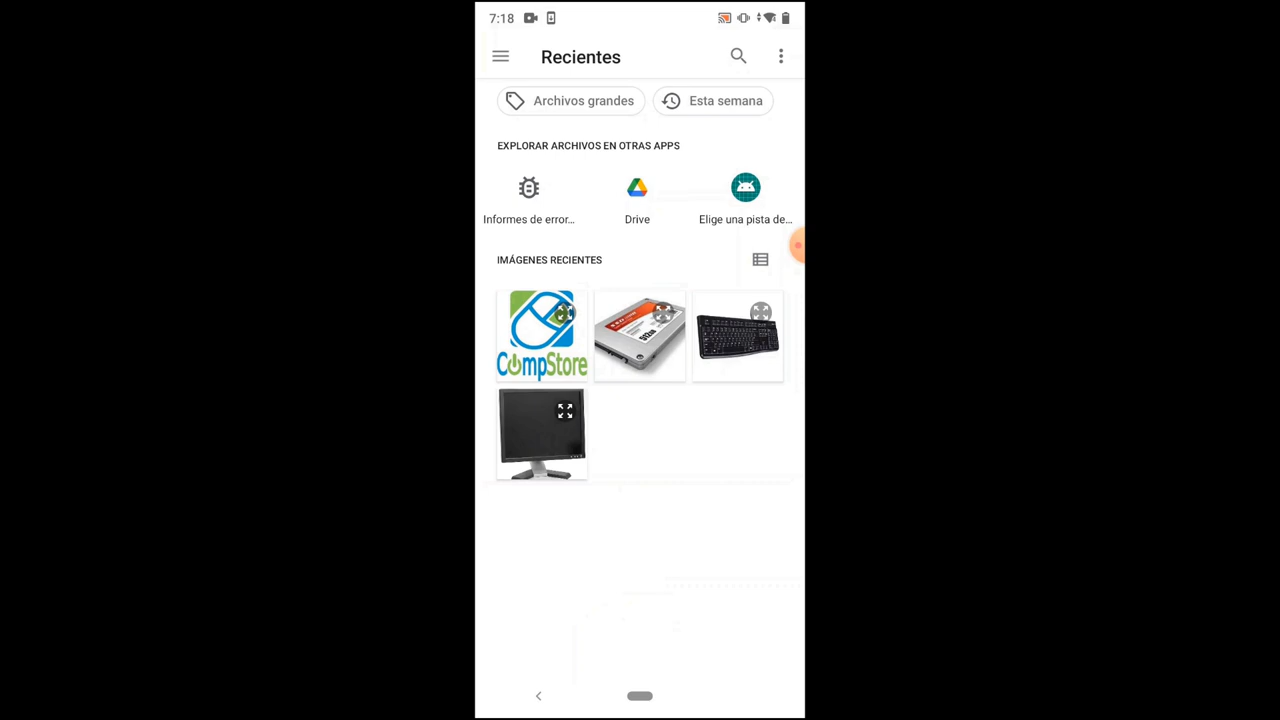 7:18
Recientes
Archivos grandes
Esta semana
EXPLORAR ARCHIVOS EN OTRAS APPS
Informes de error...
Drive
Elige una pista de...
IMÁGENES RECIENTES
CompStore
512GB